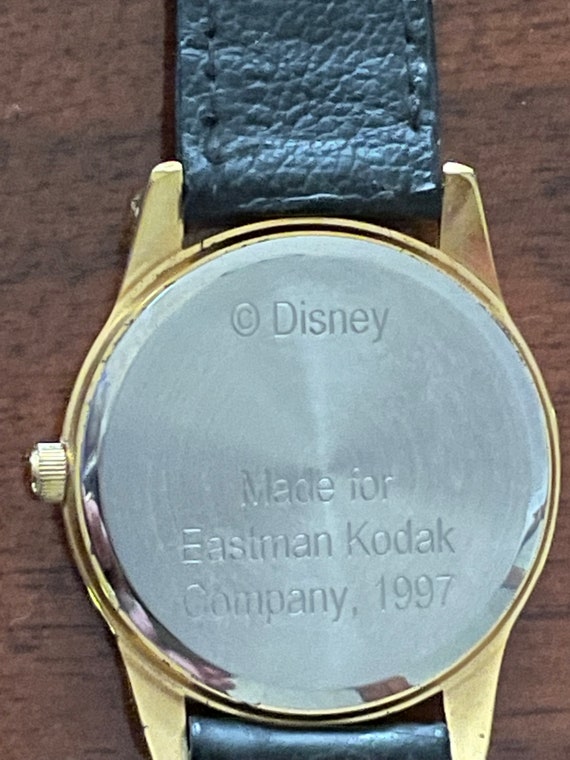 © Disney
Made for
Eastman Kodak
Company, 1997